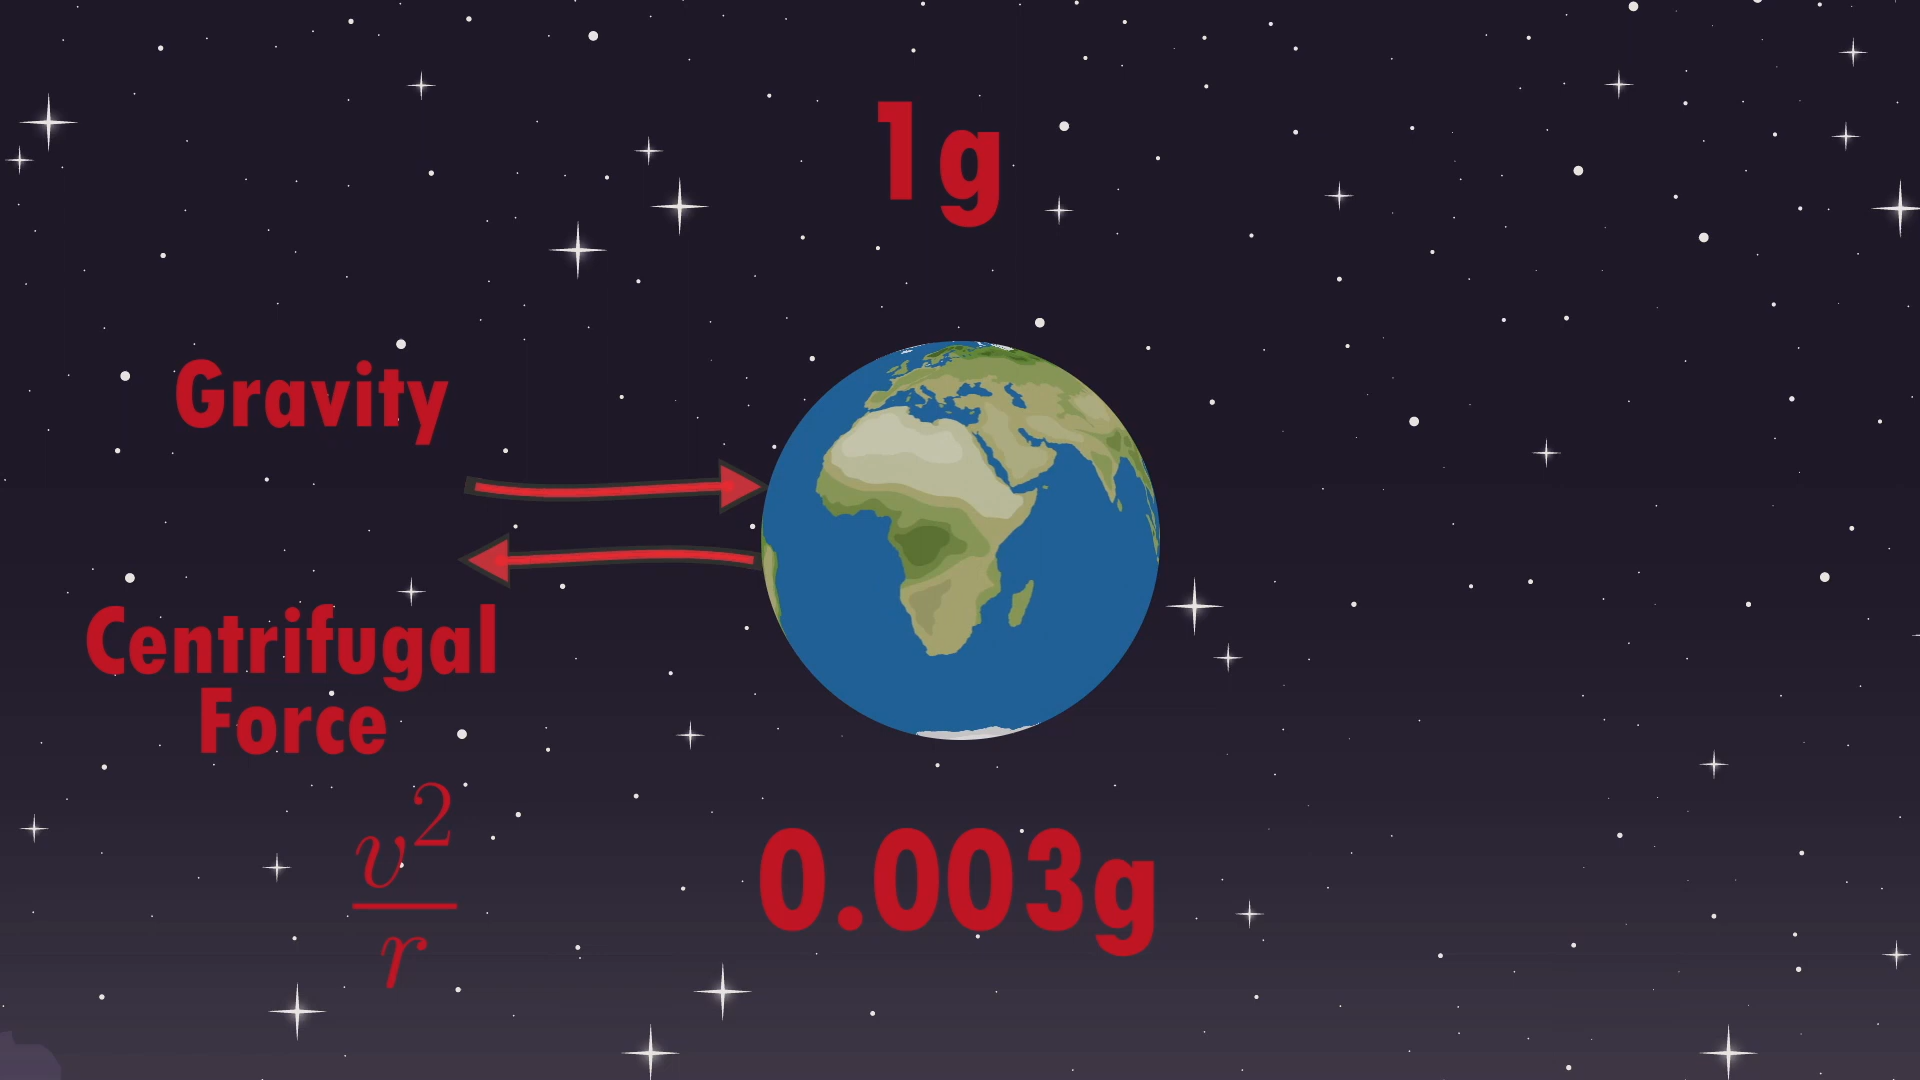 1g
Gravity
Centrifugal
Force
v²
r
0.003g